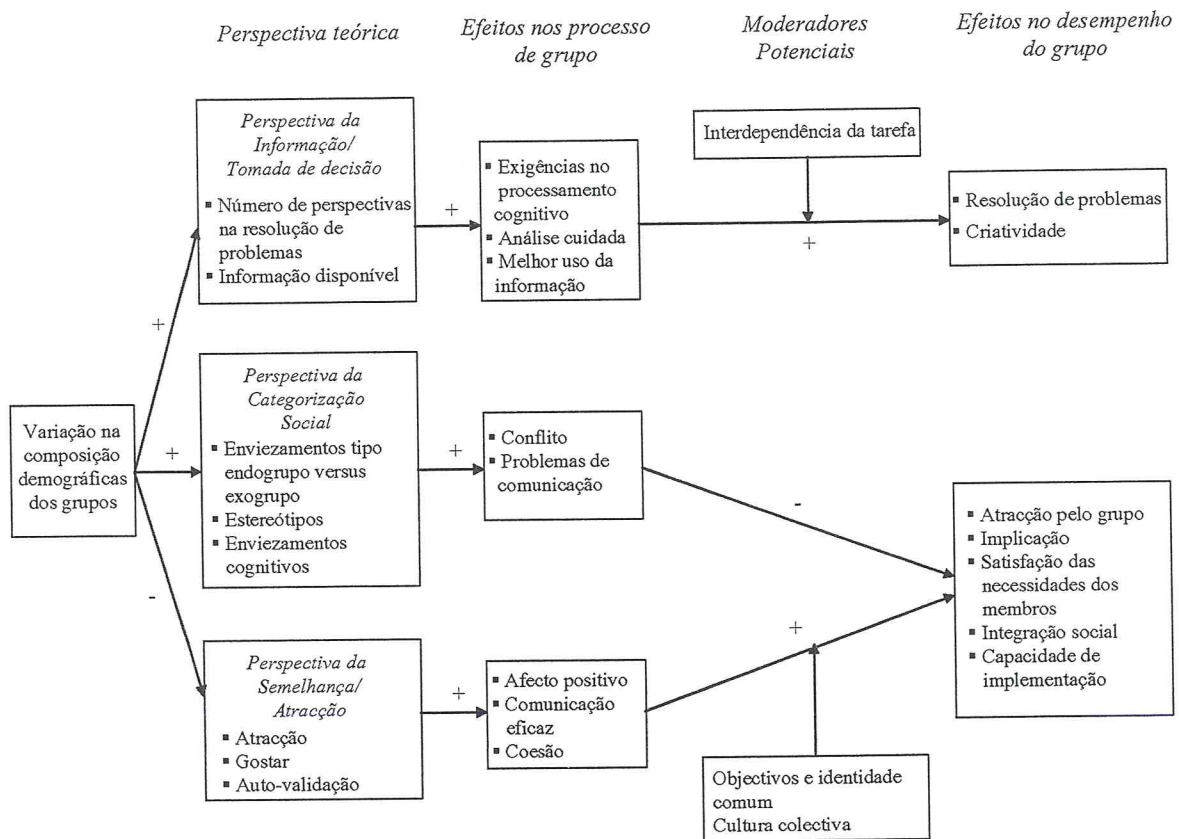 Perspectiva teórica
Efeitos nos processo
de grupo
Moderadores
Potenciais
Efeitos no desempenho
do grupo
Perspectiva da
Informação/
Tomada de decisão
▪ Número de perspectivas
na resolução de
problemas
▪ Informação disponível
+
▪ Exigências no
processamento
cognitivo
▪ Análise cuidada
▪ Melhor uso da
informação
Interdependência da tarefa
+
▪ Resolução de problemas
▪ Criatividade
+
Variação na
composição
demográficas
dos grupos
+
Perspectiva da
Categorização
Social
▪ Enviezamentos tipo
endogrupo versus
exogrupo
▪ Estereótipos
▪ Enviezamentos
cognitivos
+
▪ Conflito
▪ Problemas de
comunicação
-
-
Perspectiva da
Semelhança/
Atracção
▪ Atracção
▪ Gostar
▪ Auto-validação
+
▪ Afecto positivo
▪ Comunicação
eficaz
▪ Coesão
+
Objectivos e identidade
comum
Cultura colectiva
▪ Atracção pelo grupo
▪ Implicação
▪ Satisfação das
necessidades dos
membros
▪ Integração social
▪ Capacidade de
implementação